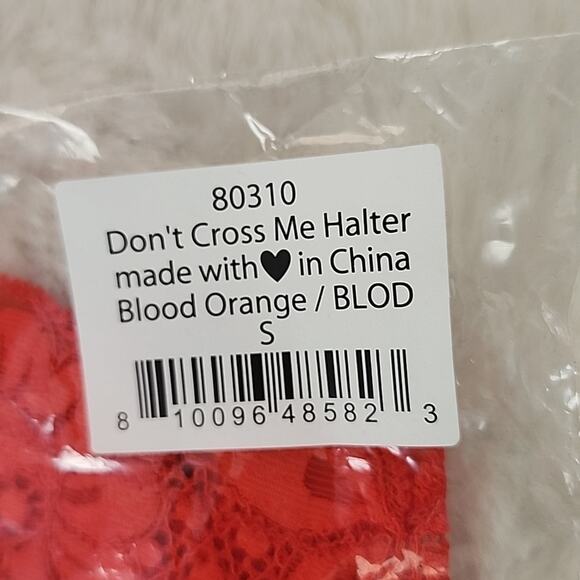 80310
Don't Cross Me Halter
made with🖤in China
Blood Orange / BLOD
S
8 10096 48582 3